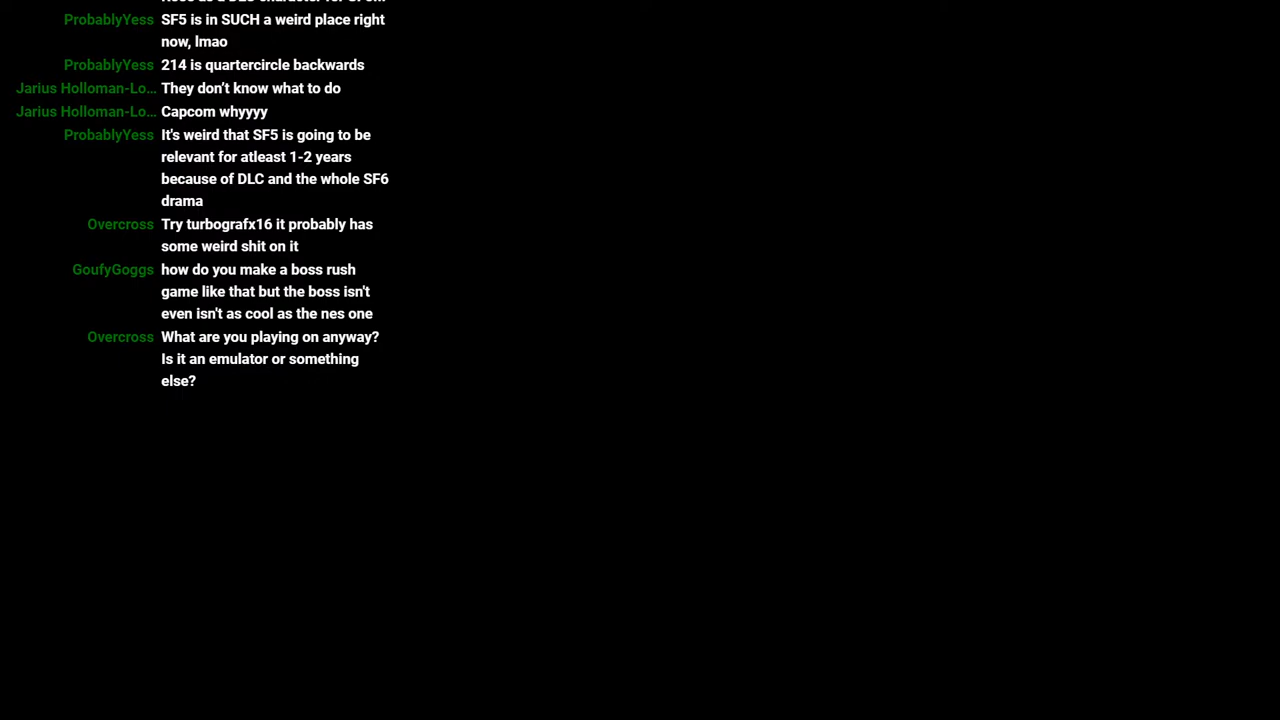 ProbablyYess SF5 is in SUCH a weird place right
now, lmao
ProbablyYess 214 is quartercircle backwards
Jarius Holloman-Lo... They don't know what to do
Jarius Holloman-Lo... Capcom whyyyy
ProbablyYess It's weird that SF5 is going to be
relevant for atleast 1-2 years
because of DLC and the whole SF6
drama
Overcross Try turbografx16 it probably has
some weird shit on it
GoufyGoggs how do you make a boss rush
game like that but the boss isn't
even isn't as cool as the nes one
Overcross What are you playing on anyway?
Is it an emulator or something
else?